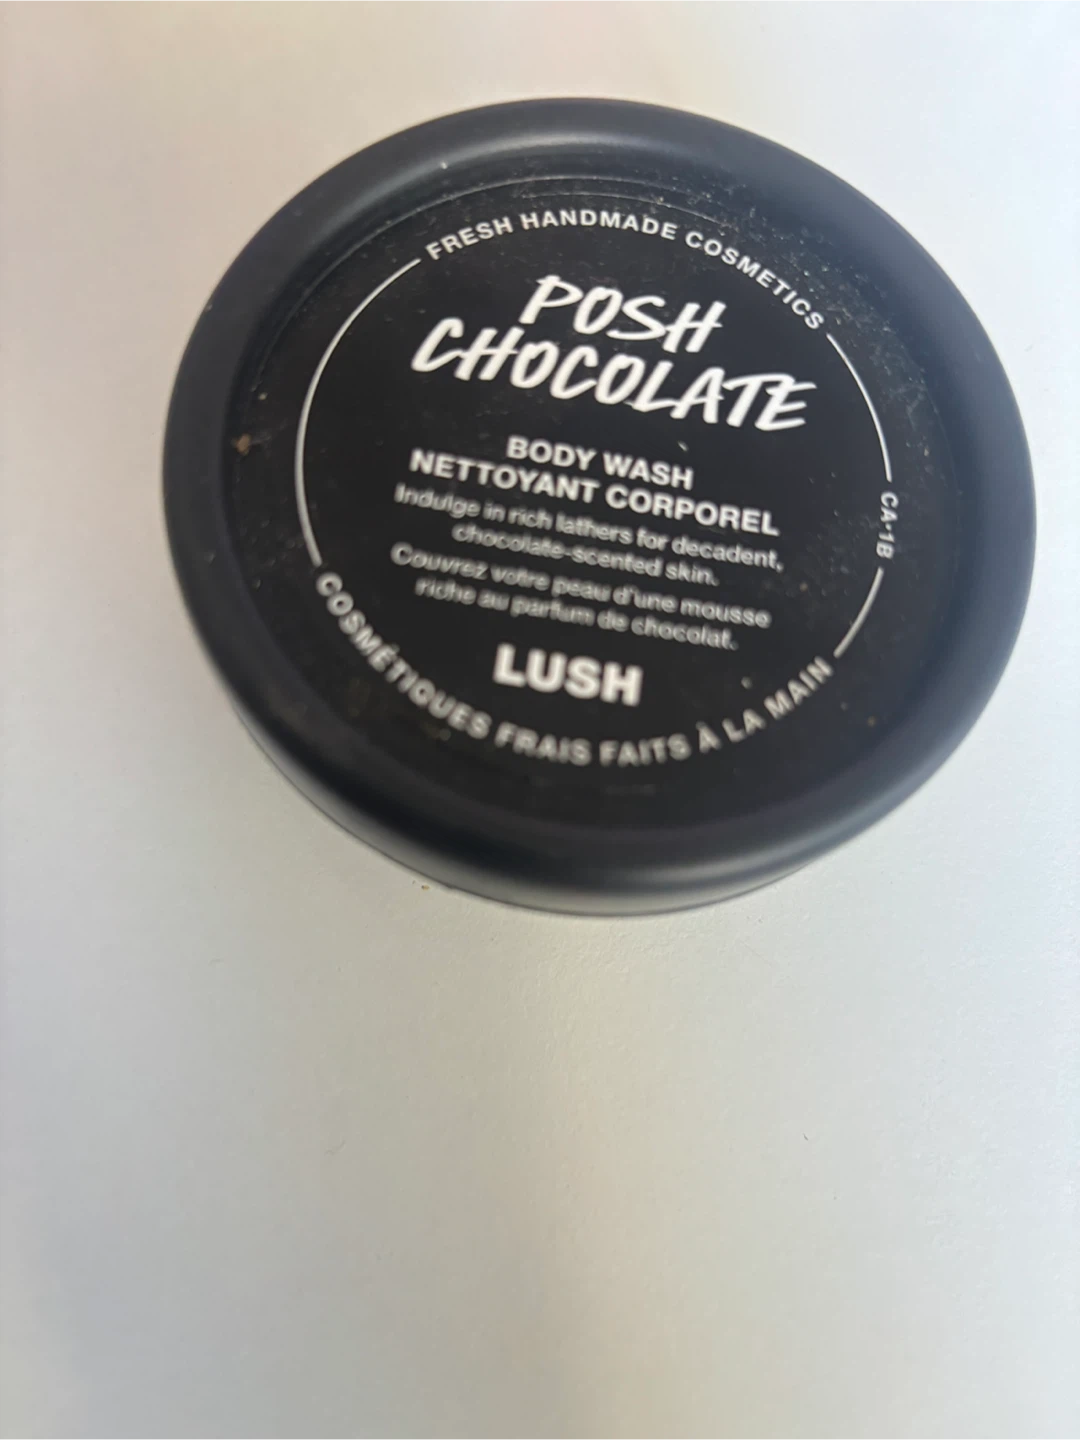 FRESH HANDMADE COSMETICS
POSH
CHOCOLATE
BODY WASH
NETTOYANT CORPOREL
Indulge in rich lathers for decadent,
chocolate-scented skin.
Couvrez votre peau d'une mousse
riche au parfum de chocolat.
LUSH
COSMÉTIQUES FRAIS FAITS À LA MAIN
CA-1B